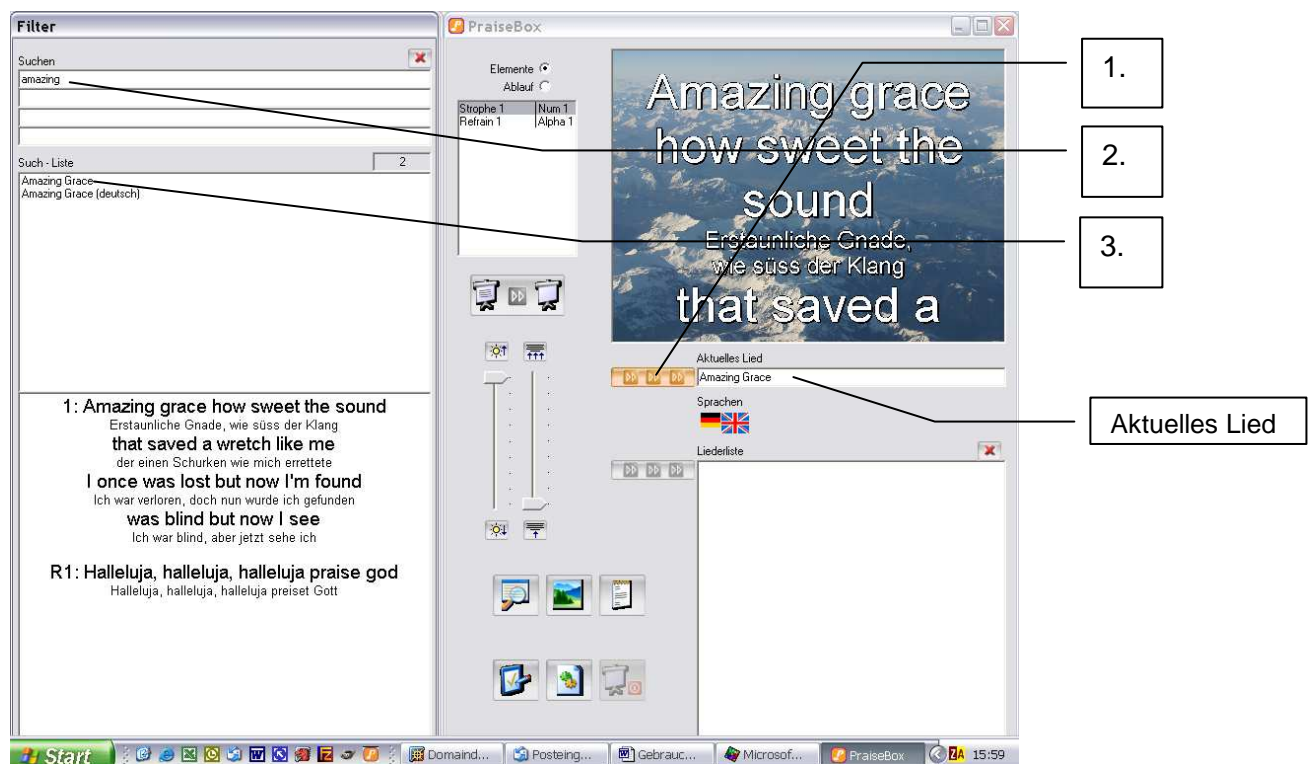 Filter
Suchen
amazing
Such - Liste
2
Amazing Grace
Amazing Grace (deutsch)
1: Amazing grace how sweet the sound
Erstaunliche Gnade, wie süss der Klang
that saved a wretch like me
der einen Schurken wie mich errettete
I once was lost but now I'm found
Ich war verloren, doch nun wurde ich gefunden
was blind but now I see
Ich war blind, aber jetzt sehe ich
R1: Halleluja, halleluja, halleluja praise god
Halleluja, halleluja, halleluja preiset Gott
PraiseBox
Elemente
Ablauf
Strophe 1 Num 1
Refrain 1 Alpha 1
Amazing grace
how sweet the
sound
Erstaunliche Gnade,
wie süss der Klang
that saved a
Aktuelles Lied
Amazing Grace
Sprachen
Liederliste
1.
2.
3.
Aktuelles Lied
Start
Domaind...
Posteing...
Gebrauc...
Microsof...
PraiseBox
15:59